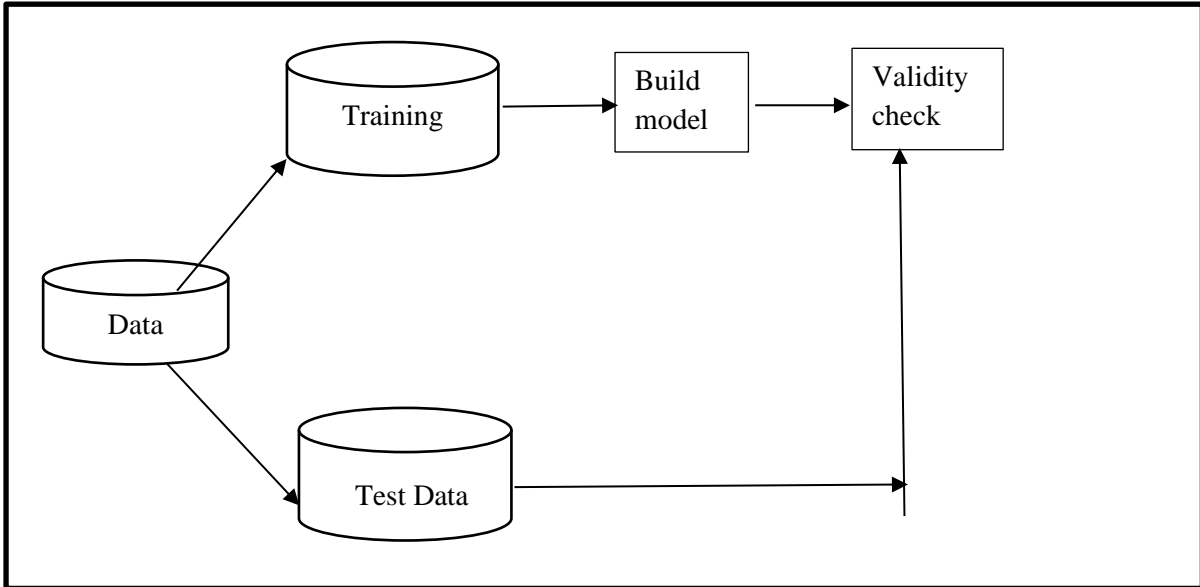 Training
Build
model
Validity
check
Data
Test Data